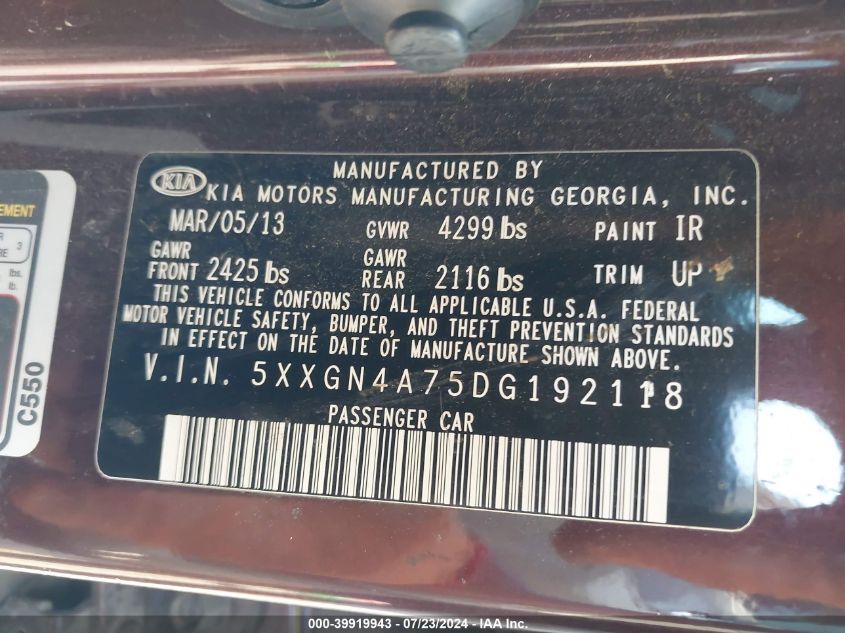 MANUFACTURED BY
KIA KIA MOTORS MANUFACTURING GEORGIA, INC.
MAR/05/13 GVWR 4299 lbs PAINT IR
GAWR FRONT 2425 lbs GAWR REAR 2116 lbs TRIM UP
THIS VEHICLE CONFORMS TO ALL APPLICABLE U.S.A. FEDERAL
MOTOR VEHICLE SAFETY, BUMPER, AND THEFT PREVENTION STANDARDS
IN EFFECT ON THE DATE OF MANUFACTURE SHOWN ABOVE.
V.I.N. 5XXGN4A75DG192118
PASSENGER CAR
3
lbs.
lb.
C550
000-39919943 - 07/23/2024 - IAA Inc.